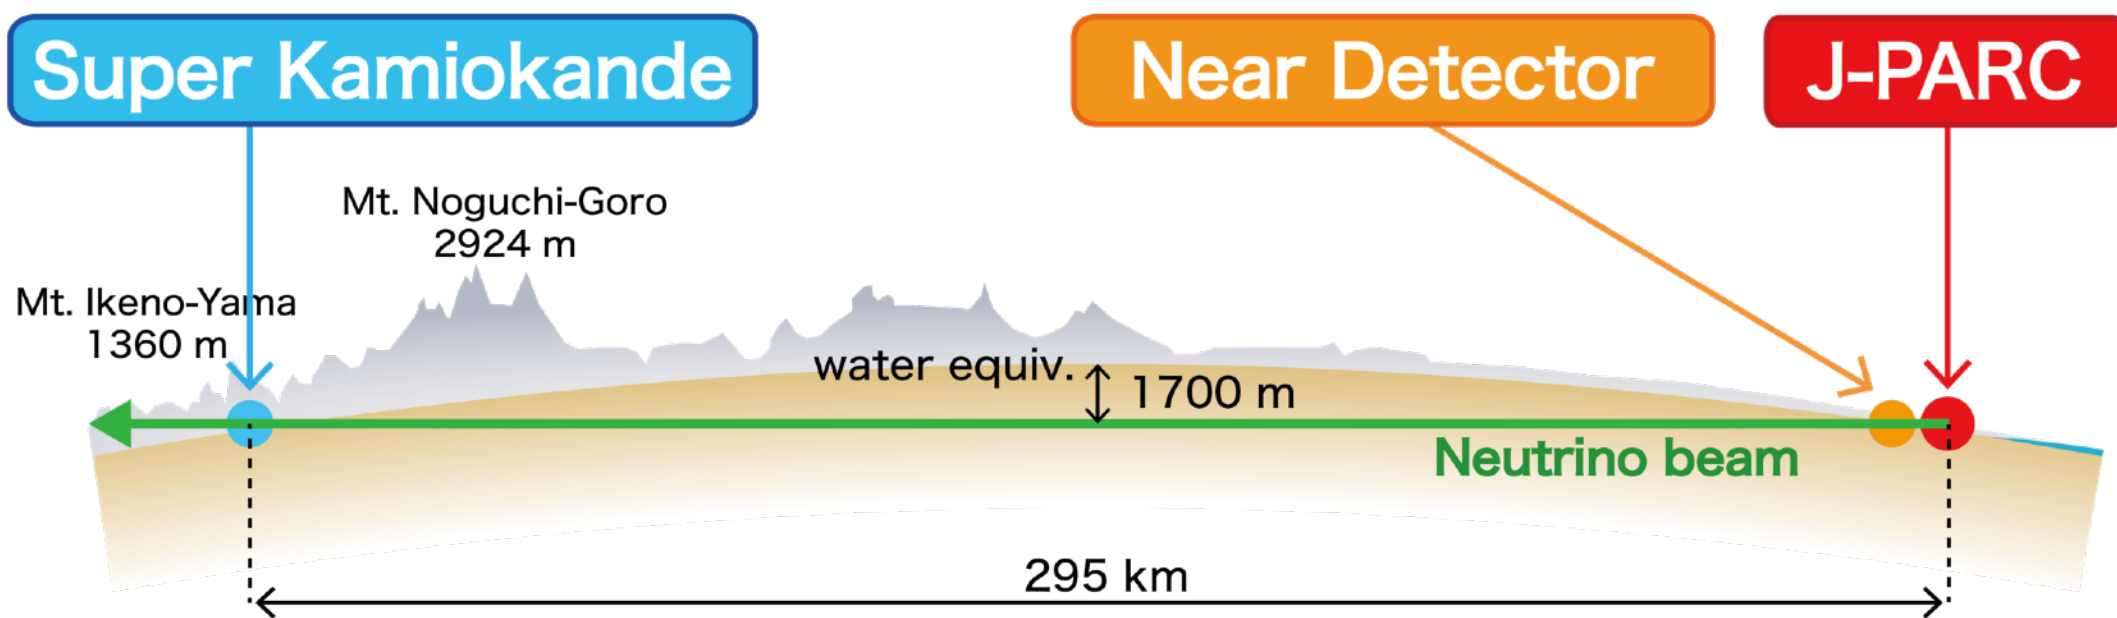 Super Kamiokande
Near Detector
J-PARC
Mt. Noguchi-Goro
2924 m
Mt. Ikeno-Yama
1360 m
water equiv.
1700 m
Neutrino beam
295 km